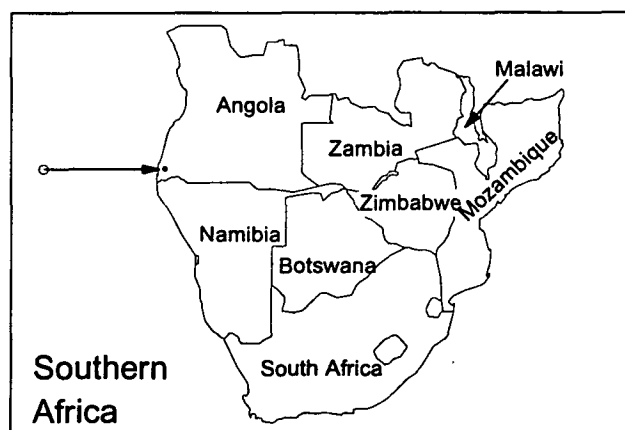 Malawi
Angola
Zambia
Mozambique
Zimbabwe
Namibia
Botswana
South Africa
Southern
Africa